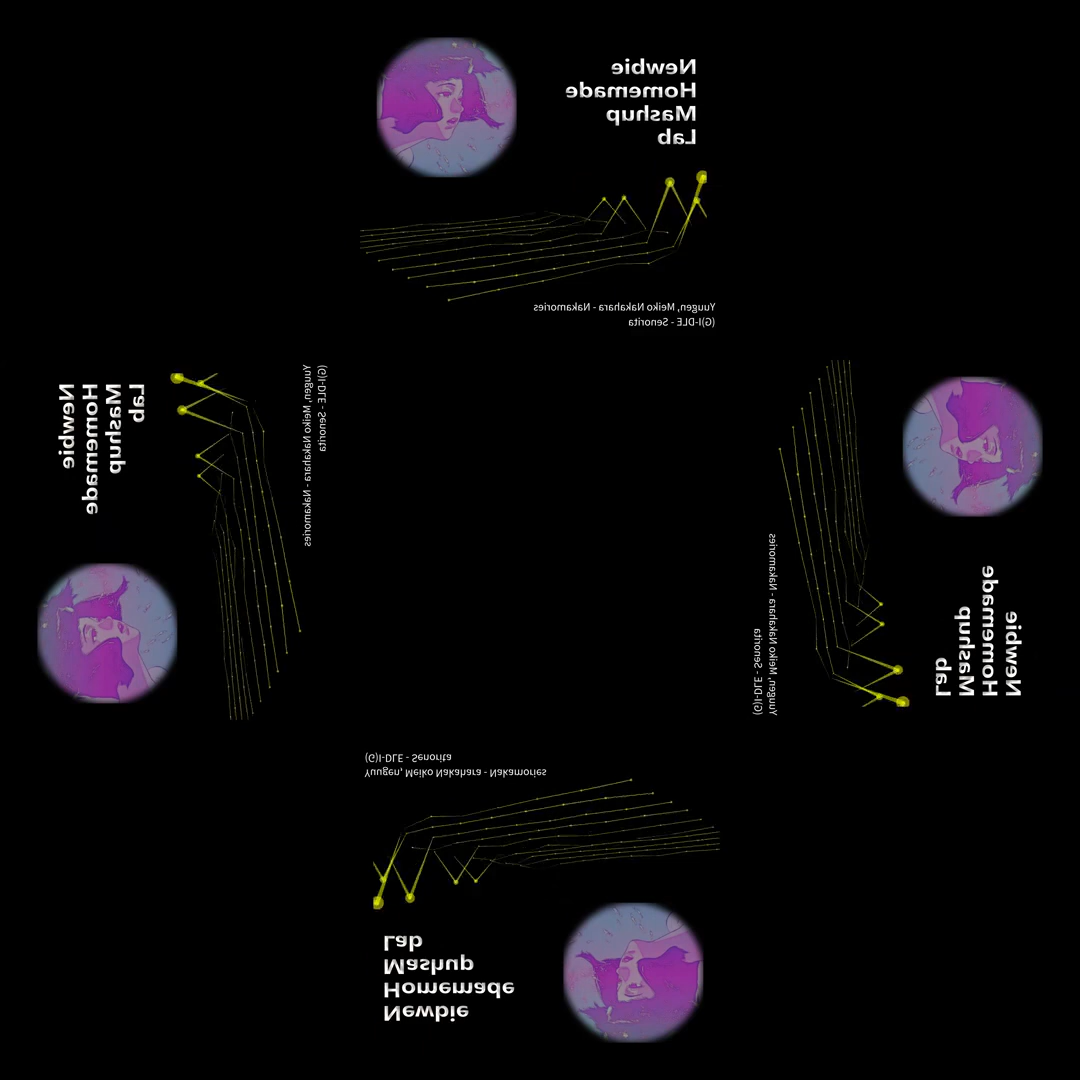 Newbie
Homemade
Mashup
Lab
Yuugen, Meiko Nakahara - Nakamories
(G)I-DLE - Senorita
Newbie
Homemade
Mashup
Lab
Yuugen, Meiko Nakahara - Nakamories
(G)I-DLE - Senorita
Newbie
Homemade
Mashup
Lab
Yuugen, Meiko Nakahara - Nakamories
(G)I-DLE - Senorita
Newbie
Homemade
Mashup
Lab
Yuugen, Meiko Nakahara - Nakamories
(G)I-DLE - Senorita